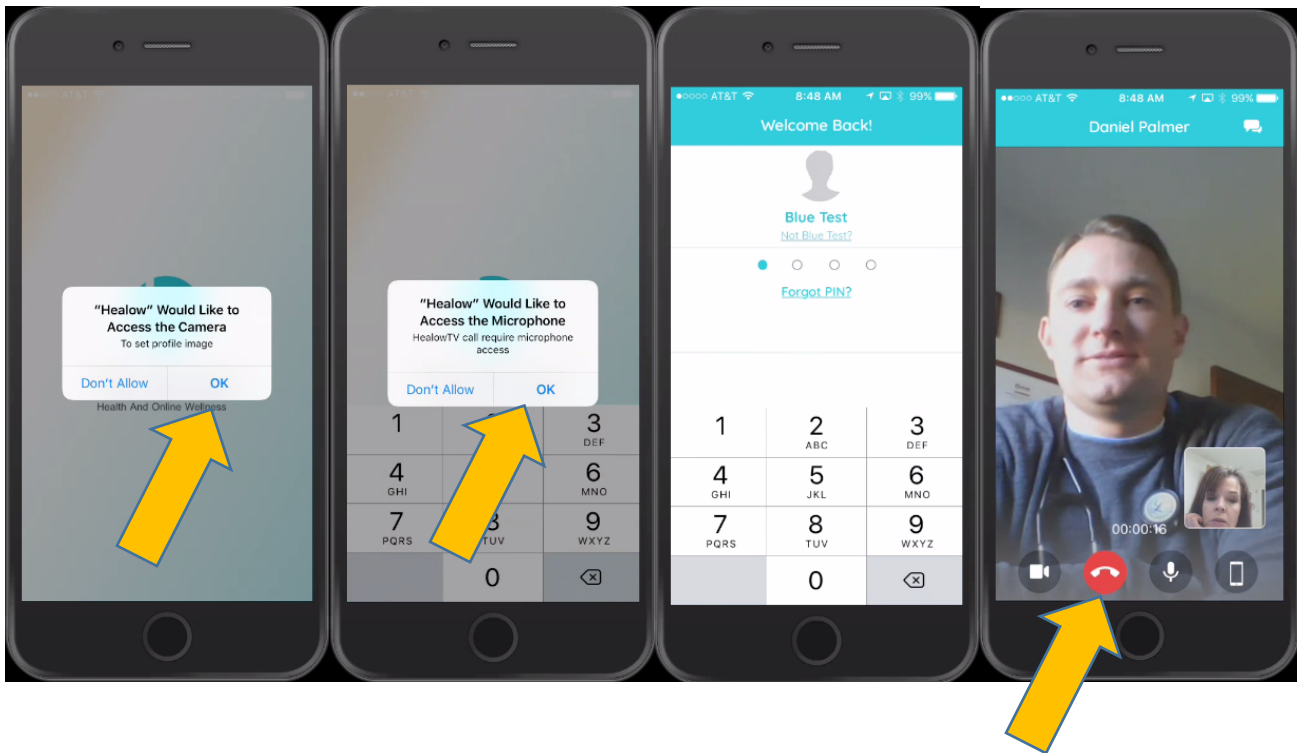 AT&T
"Healow" Would Like to
Access the Camera
To set profile image
Don't Allow
OK
Health And Online Wellness
AT&T
"Healow" Would Like to
Access the Microphone
HealowTV call require microphone
access
Don't Allow
OK
1
3
DEF
4
GHI
6
MNO
7
PQRS
8
TUV
9
WXYZ
0
AT&T 8:48 AM 99%
Welcome Back!
Blue Test
Not Blue Test?
Forgot PIN?
1 2 3
ABC DEF
4 5 6
GHI JKL MNO
7 8 9
PQRS TUV WXYZ
0
AT&T 8:48 AM 99%
Daniel Palmer
00:00:16